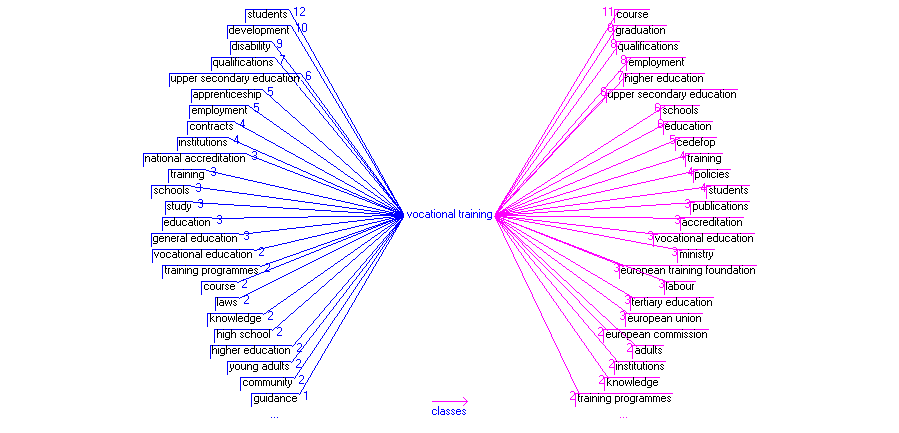 students 12
development 10
disability 9
qualifications 7
upper secondary education 6
apprenticeship 5
employment 5
contracts 4
institutions 4
national accreditation 3
training 3
schools 3
study 3
education 3
general education 3
vocational education 2
training programmes 2
course 2
laws 2
knowledge 2
high school 2
higher education 2
young adults 2
community 2
guidance 1
...
vocational training
classes
11 course
9 graduation
8 qualifications
8 employment
7 higher education
6 upper secondary education
6 schools
6 education
5 cedefop
4 training
4 policies
4 students
3 publications
3 accreditation
3 vocational education
3 ministry
3 european training foundation
3 labour
3 tertiary education
3 european union
2 european commission
2 adults
2 institutions
2 knowledge
2 training programmes
...